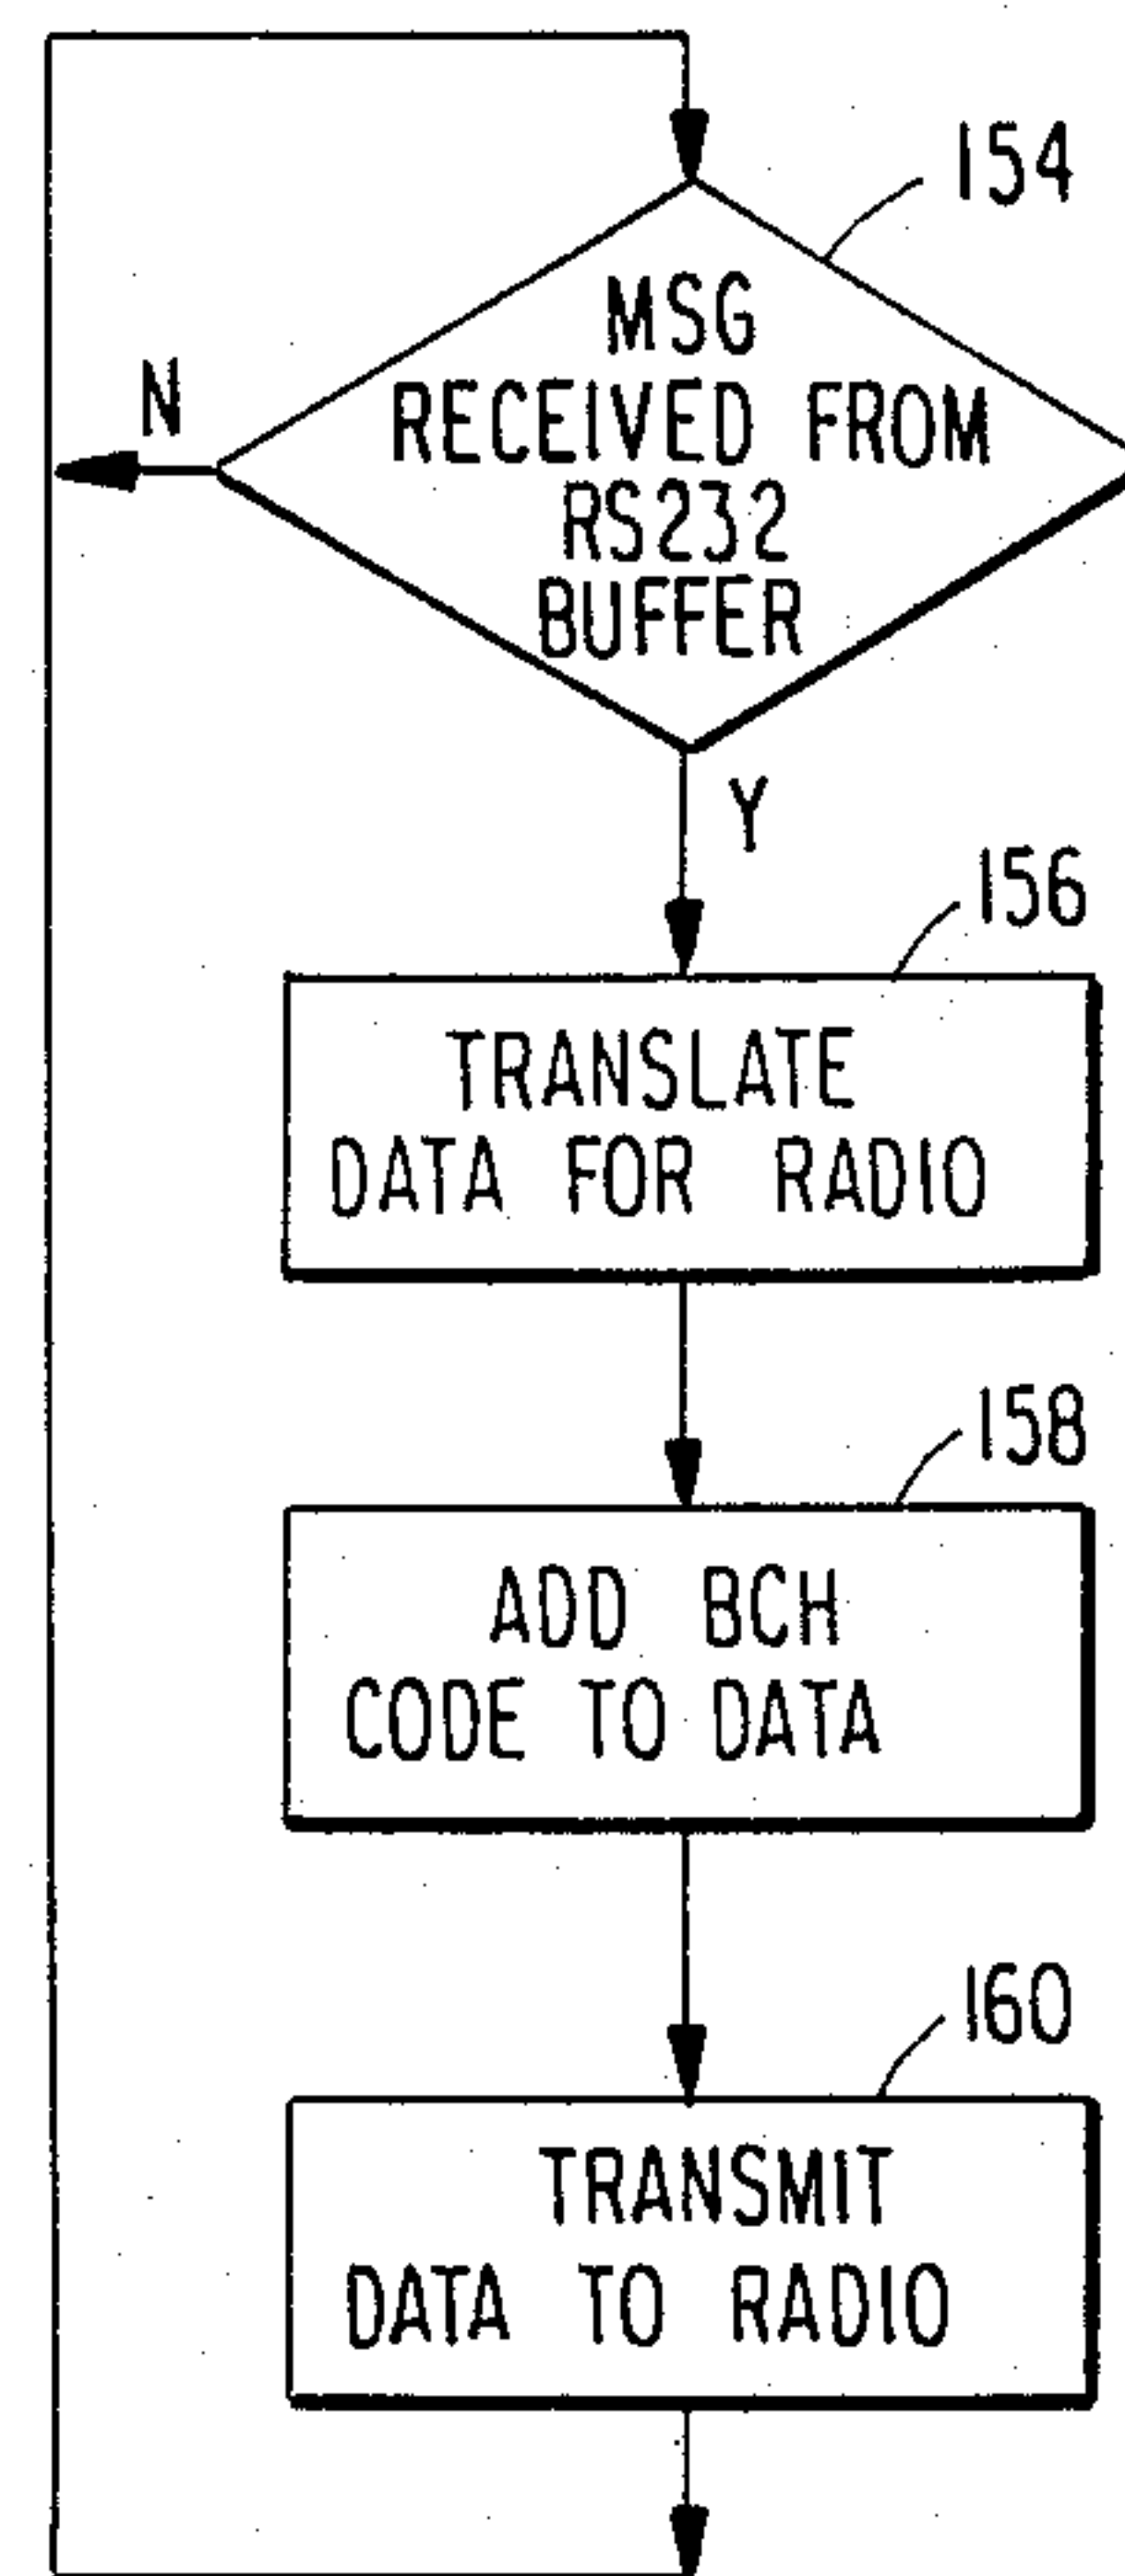 154
MSG
RECEIVED FROM
RS232
BUFFER
N
Y
156
TRANSLATE
DATA FOR RADIO
158
ADD BCH
CODE TO DATA
160
TRANSMIT
DATA TO RADIO